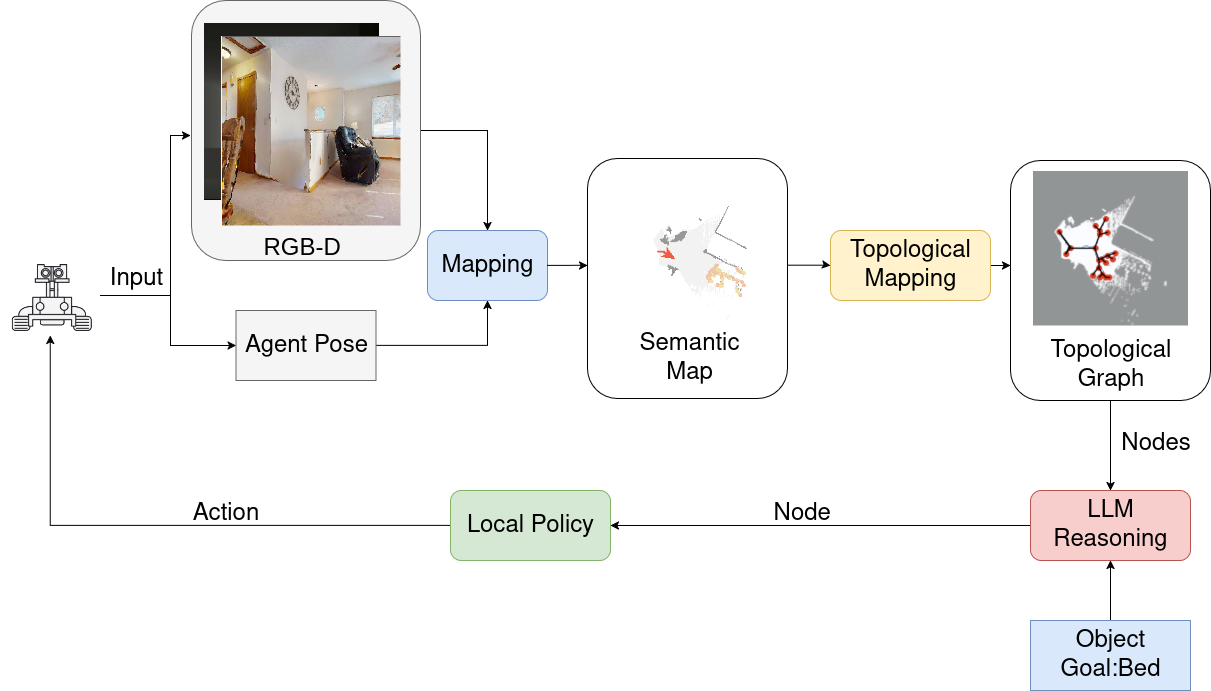 RGB-D
Input
Mapping
Agent Pose
Semantic
Map
Topological
Mapping
Topological
Graph
Nodes
LLM
Reasoning
Node
Local Policy
Action
Object
Goal:Bed